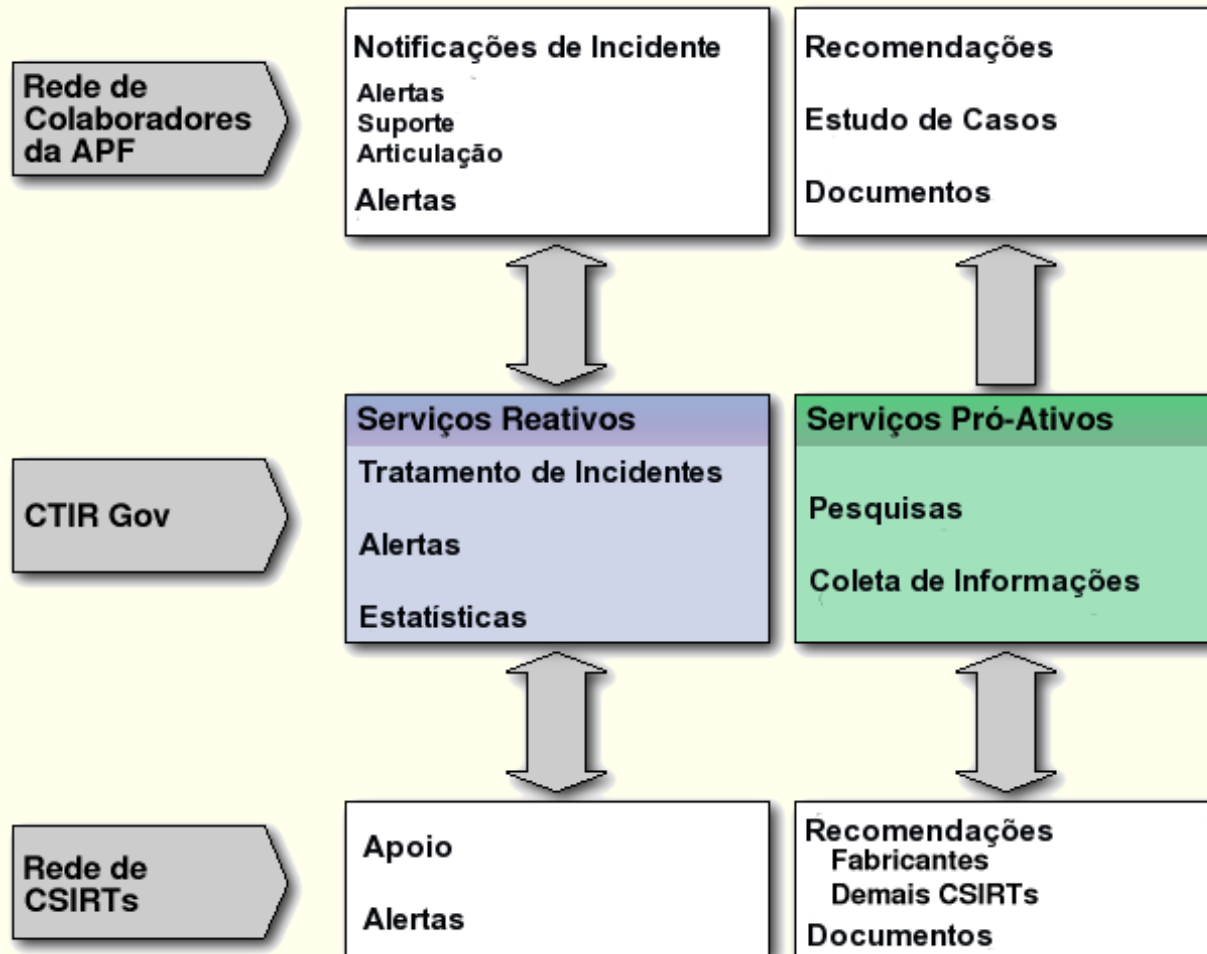 Rede de
Colaboradores
da APF
Notificações de Incidente
Alertas
Suporte
Articulação
Alertas
Recomendações
Estudo de Casos
Documentos
CTIR Gov
Serviços Reativos
Tratamento de Incidentes
Alertas
Estatísticas
Serviços Pró-Ativos
Pesquisas
Coleta de Informações
Rede de
CSIRTs
Apoio
Alertas
Recomendações
Fabricantes
Demais CSIRTs
Documentos